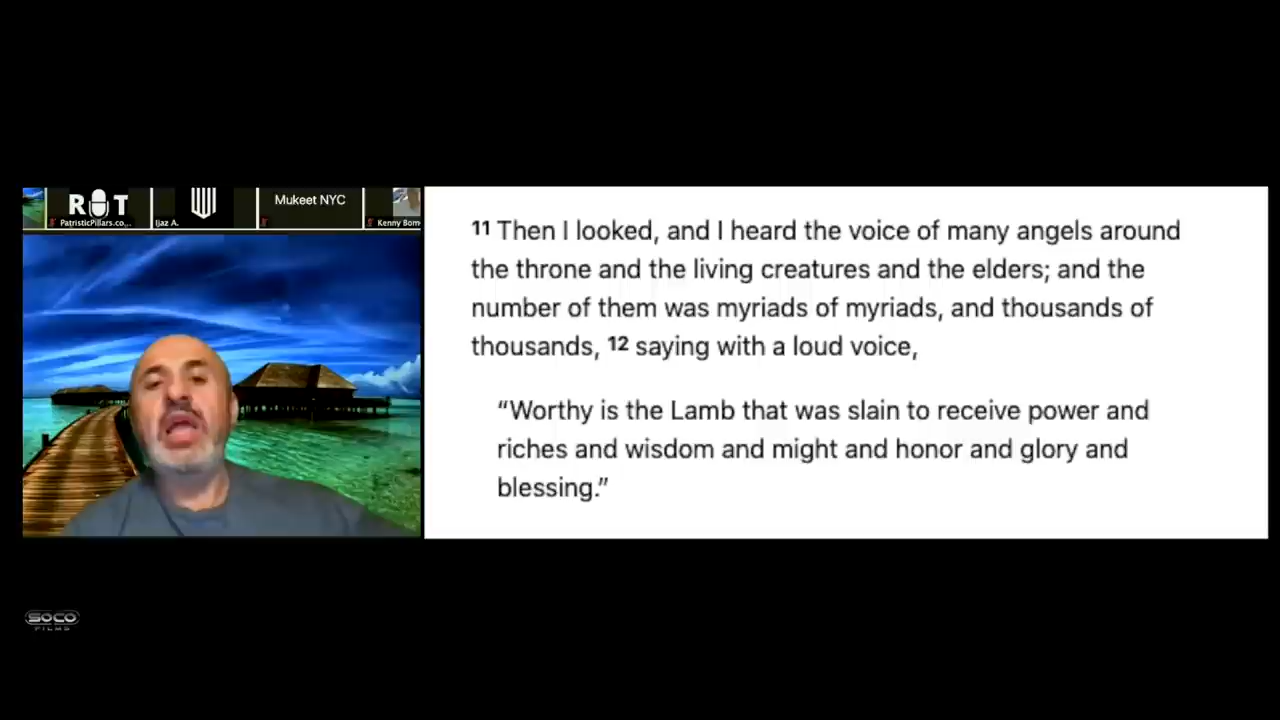 R T
PatristicPillars.co...
Ijaz A.
Mukeet NYC
Kenny Bom
11 Then I looked, and I heard the voice of many angels around
the throne and the living creatures and the elders; and the
number of them was myriads of myriads, and thousands of
thousands, 12 saying with a loud voice,
“Worthy is the Lamb that was slain to receive power and
riches and wisdom and might and honor and glory and
blessing.”
SOCO
FILMS